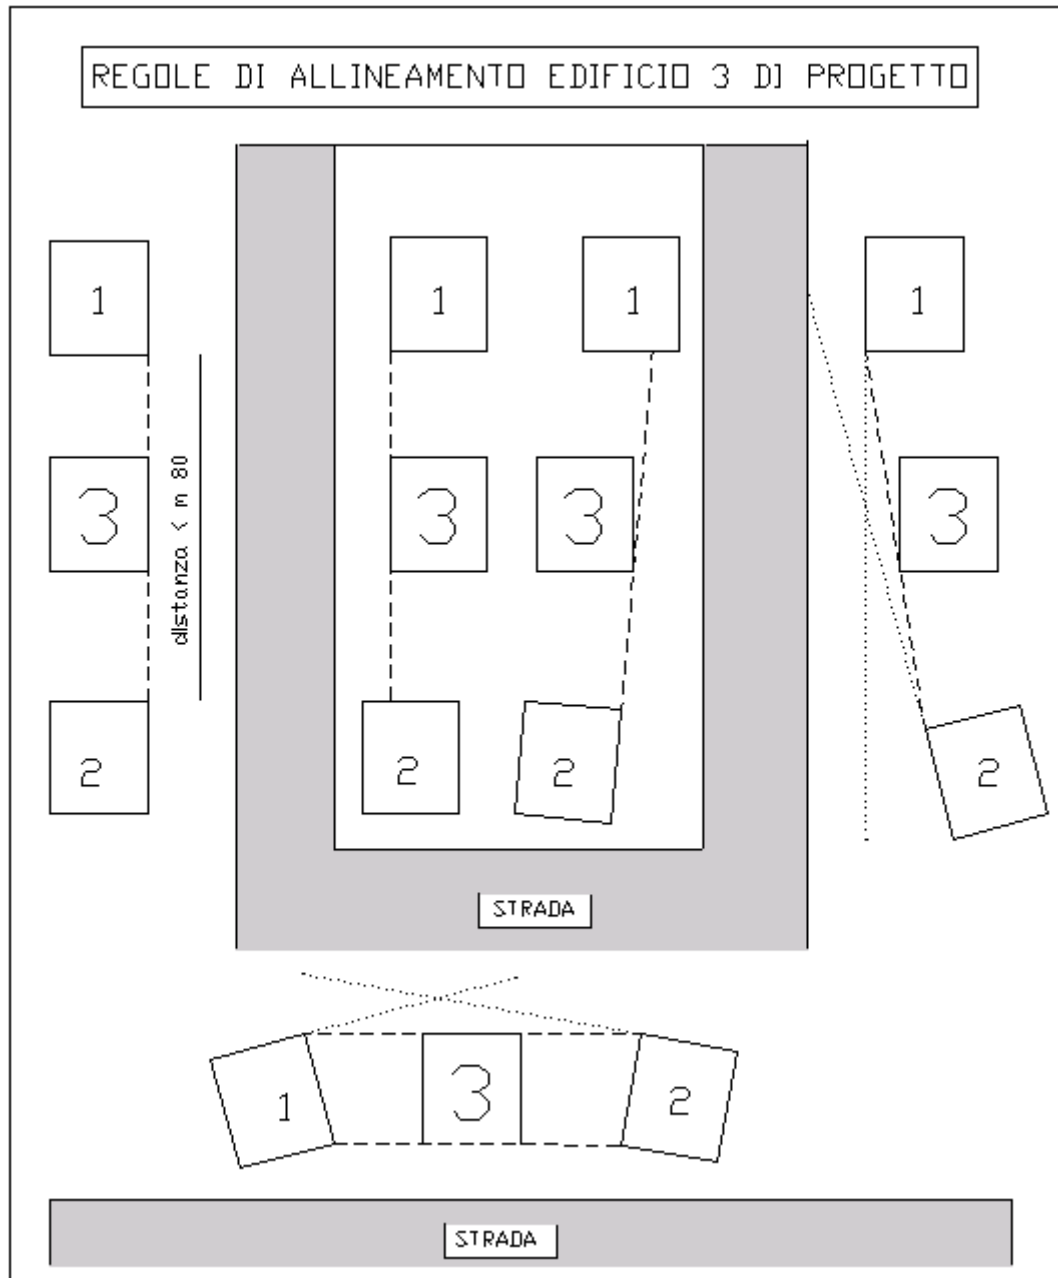 REGOLE DI ALLINEAMENTO EDIFICIO 3 DI PROGETTO
1 1 1 1
distanza < m 80
3 3 3 3
2 2 2 2
STRADA
1 3 2
STRADA